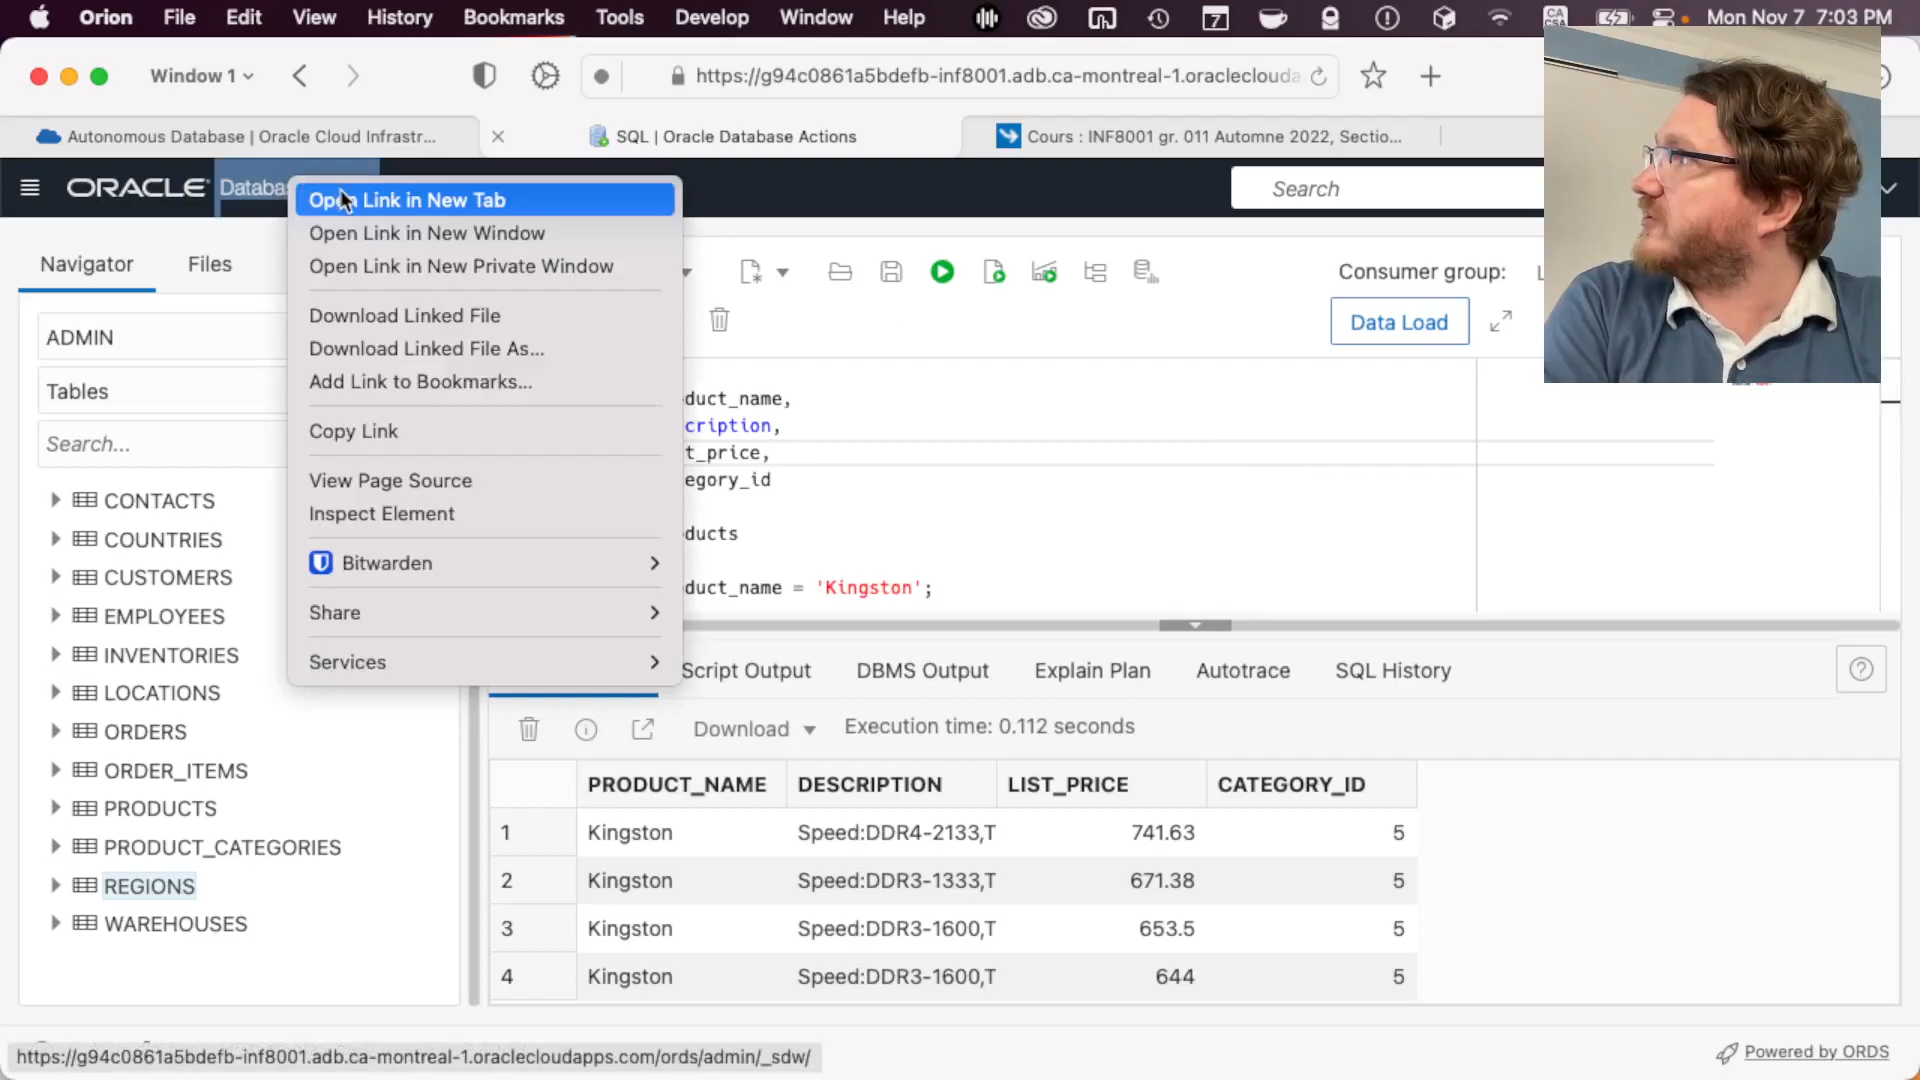 Orion File Edit View History Bookmarks Tools Develop Window Help 7 CA CSA Mon Nov 7 7:03 PM
Window 1 https://g94c0861a5bdefb-inf8001.adb.ca-montreal-1.oraclecloudapp
Autonomous Database | Oracle Cloud Infrastr... SQL | Oracle Database Actions Cours : INF8001 gr. 011 Automne 2022, Sectio...
ORACLE Search
Open Link in New Tab
Open Link in New Window
Open Link in New Private Window
Download Linked File
Download Linked File As...
Add Link to Bookmarks...
Copy Link
View Page Source
Inspect Element
Bitwarden
Share
Services
Navigator Files
ADMIN
Tables
Search...
CONTACTS
COUNTRIES
CUSTOMERS
EMPLOYEES
INVENTORIES
LOCATIONS
ORDERS
ORDER_ITEMS
PRODUCTS
PRODUCT_CATEGORIES
REGIONS
WAREHOUSES
Consumer group:
Data Load
duct_name,
cription,
t_price,
egory_id
ducts
duct_name = 'Kingston';
Script Output DBMS Output Explain Plan Autotrace SQL History
Download Execution time: 0.112 seconds
PRODUCT_NAME DESCRIPTION LIST_PRICE CATEGORY_ID
1 Kingston Speed:DDR4-2133,T 741.63 5
2 Kingston Speed:DDR3-1333,T 671.38 5
3 Kingston Speed:DDR3-1600,T 653.5 5
4 Kingston Speed:DDR3-1600,T 644 5
https://g94c0861a5bdefb-inf8001.adb.ca-montreal-1.oraclecloudapps.com/ords/admin/_sdw/
Powered by ORDS